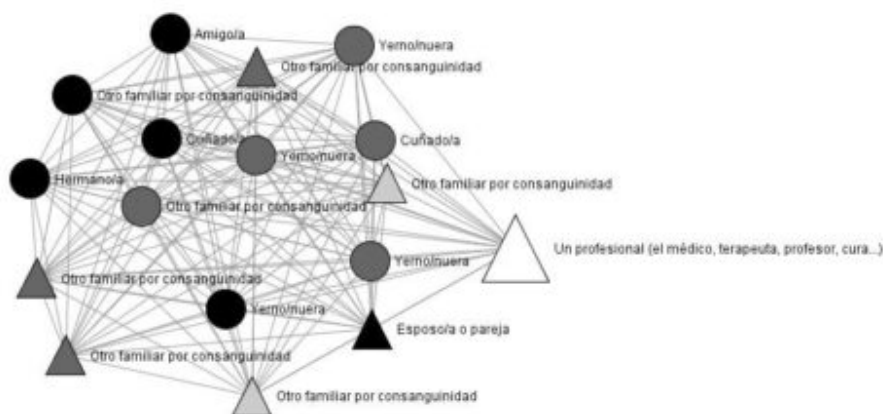 Amigo/a
Yerno/nuera
Otro familiar por consanguinidad
Otro familiar por consanguinidad
Cuñado/a
Cuñado/a
Yerno/nuera
Hermano/a
Otro familiar por consanguinidad
Otro familiar por consanguinidad
Un profesional (el médico, terapeuta, profesor, cura...)
Yerno/nuera
Otro familiar por consanguinidad
Yerno/nuera
Esposo/a o pareja
Otro familiar por consanguinidad
Otro familiar por consanguinidad